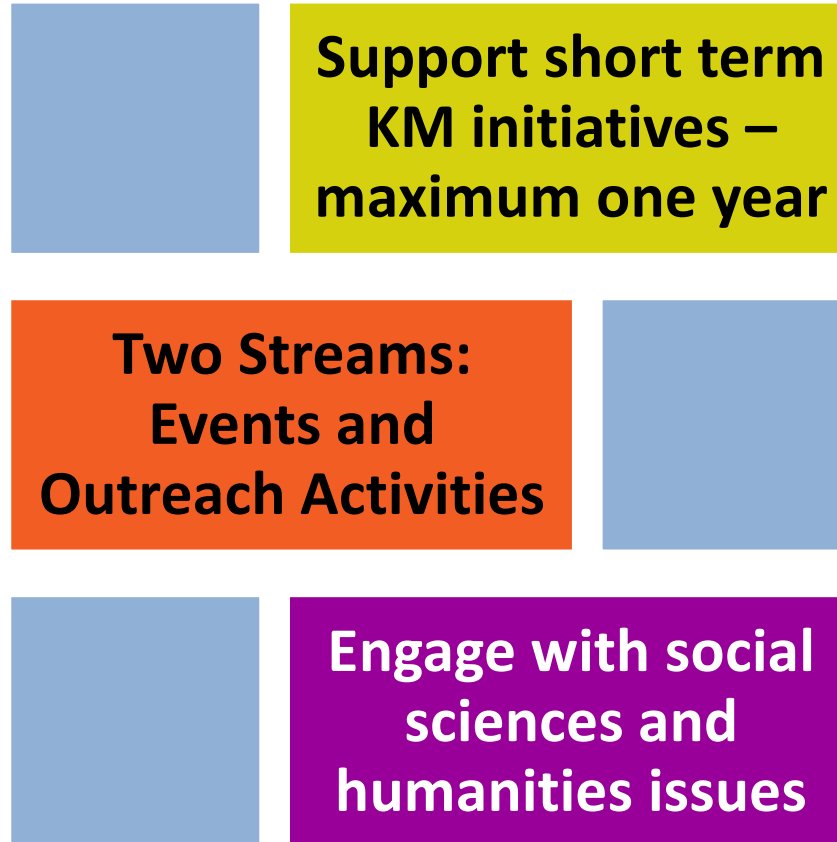 Support short term
KM initiatives –
maximum one year
Two Streams:
Events and
Outreach Activities
Engage with social
sciences and
humanities issues